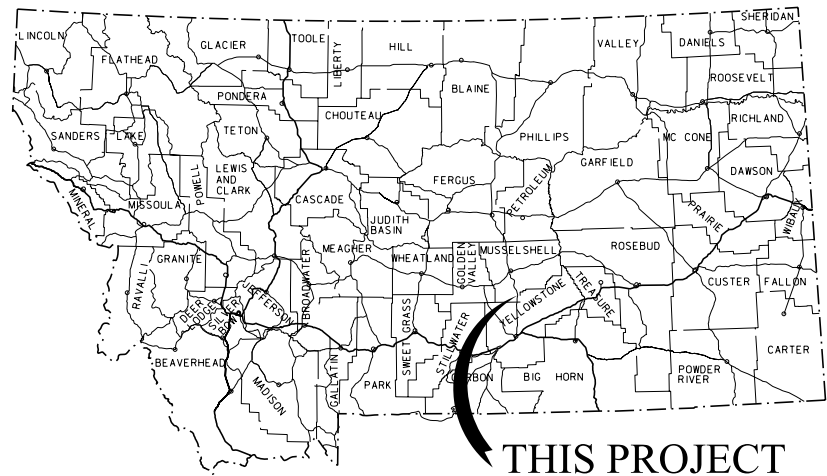 SHERIDAN
LINCOLN
GLACIER
TOOLE
LIBERTY
HILL
VALLEY
DANIELS
FLATHEAD
BLAINE
ROOSEVELT
PONDERA
CHOUTEAU
RICHLAND
SANDERS
LAKE
TETON
PHILLIPS
MC CONE
GARFIELD
DAWSON
LEWIS
AND
CLARK
POWELL
FERGUS
PETROLEUM
MINERAL
MISSOULA
CASCADE
JUDITH
BASIN
PRAIRIE
WIBAUX
GRANITE
MEAGHER
WHEATLAND
GOLDEN
VALLEY
MUSSELSHELL
ROSEBUD
RAVALLI
BROADWATER
JEFFERSON
YELLOWSTONE
TREASURE
CUSTER
FALLON
DEER
LODGE
SILVER
BOW
SWEET GRASS
STILLWATER
BEAVERHEAD
MADISON
GALLATIN
PARK
BIG HORN
POWDER
RIVER
CARTER
THIS PROJECT